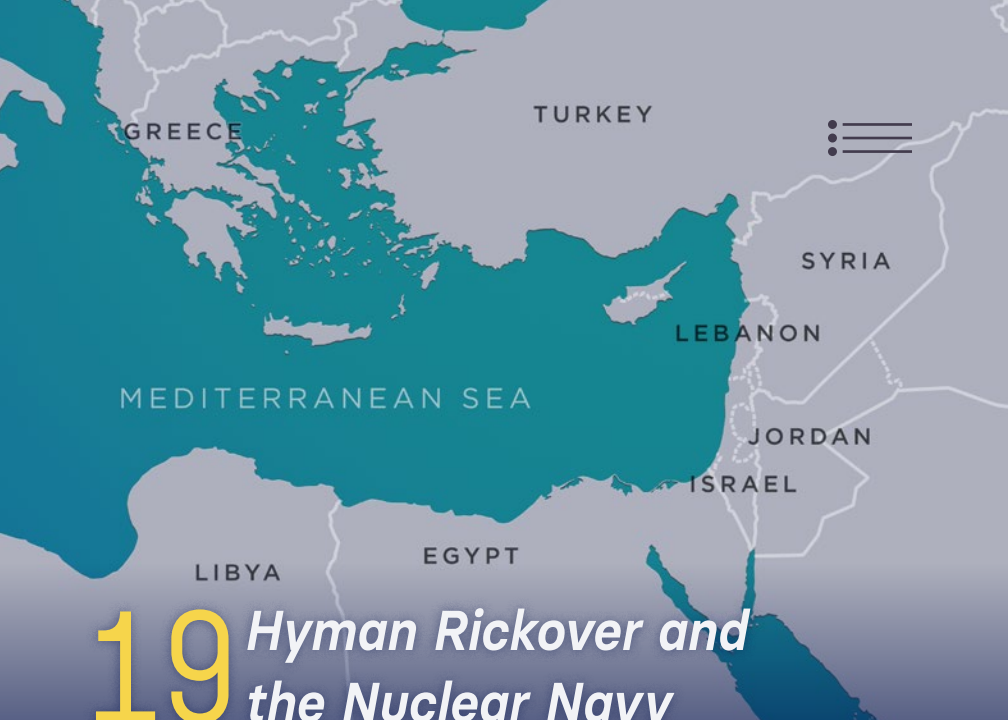 TURKEY
GREECE
SYRIA
LEBANON
MEDITERRANEAN SEA
JORDAN
ISRAEL
EGYPT
LIBYA
19 Hyman Rickover and
the Nuclear Navy